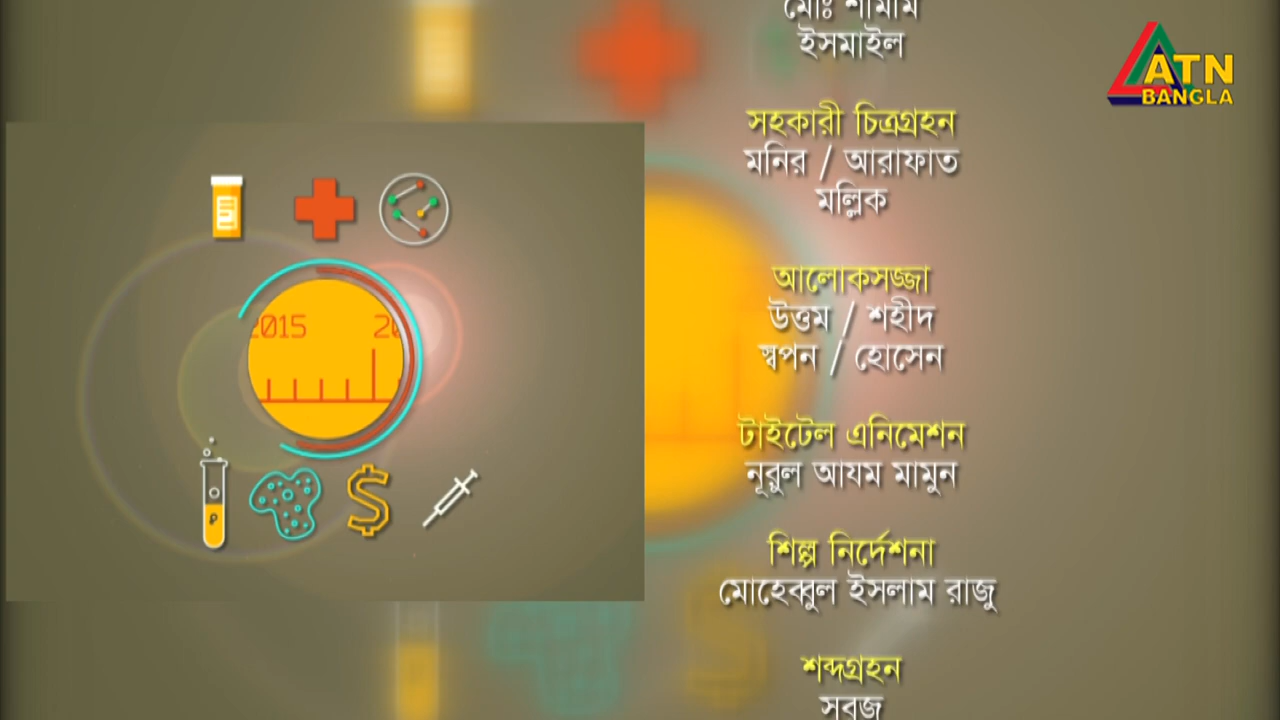 মোঃ শামীম
ইসমাইল
ATN
BANGLA
সহকারী চিত্রগ্রহন
মনির / আরাফাত
মল্লিক
আলোকসজ্জা
উত্তম / শহীদ
স্বপন / হোসেন
টাইটেল এনিমেশন
নূরুল আযম মামুন
শিল্প নির্দেশনা
মোহেব্বুল ইসলাম রাজু
শব্দগ্রহন
সবুজ
2015